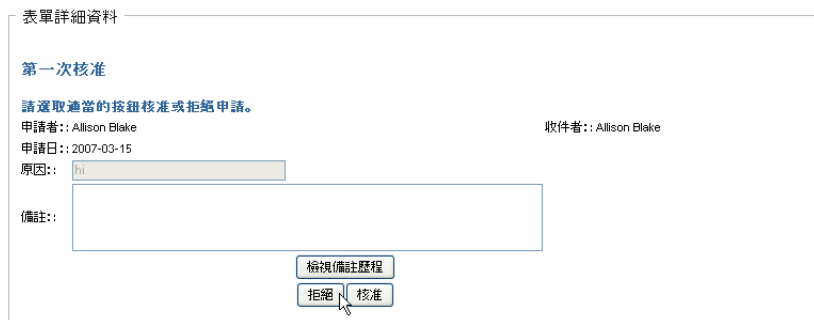 表單詳細資料
第一次核准
請選取適當的按鈕核准或拒絕申請。
申請者:: Allison Blake 收件者:: Allison Blake
申請日:: 2007-03-15
原因:: hi
備註::
檢視備註歷程
拒絕 核准